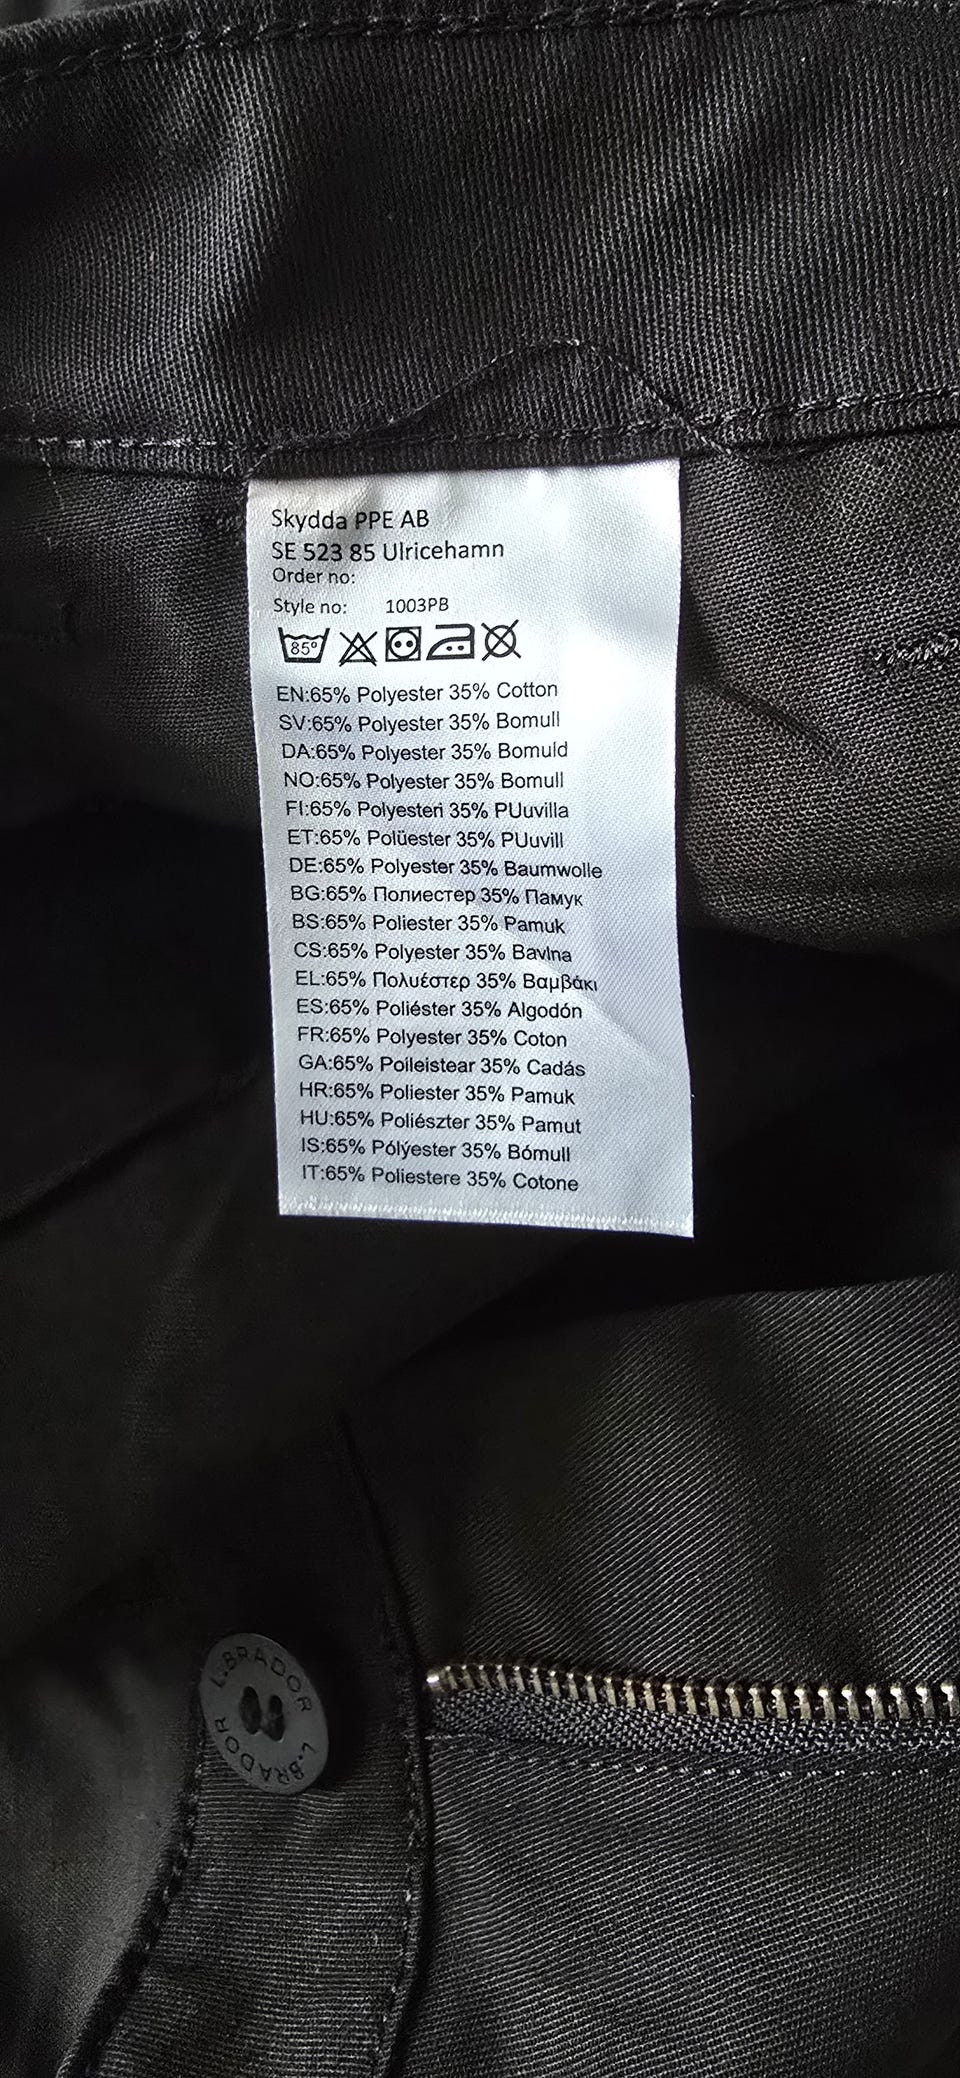 Skydda PPE AB
SE 523 85 Ulricehamn
Order no:
Style no: 1003PB
85°
EN:65% Polyester 35% Cotton
SV:65% Polyester 35% Bomull
DA:65% Polyester 35% Bomuld
NO:65% Polyester 35% Bomull
FI:65% Polyesteri 35% PUuvilla
ET:65% Polüester 35% PUuvill
DE:65% Polyester 35% Baumwolle
BG:65% Полиестер 35% Памук
BS:65% Poliester 35% Pamuk
CS:65% Polyester 35% Bavlna
EL:65% Πολυέστερ 35% Βαμβάκι
ES:65% Poliéster 35% Algodón
FR:65% Polyester 35% Coton
GA:65% Poileistear 35% Cadás
HR:65% Poliester 35% Pamuk
HU:65% Poliészter 35% Pamut
IS:65% Pólýester 35% Bómull
IT:65% Poliestere 35% Cotone
L.BRADOR
L.BRADOR